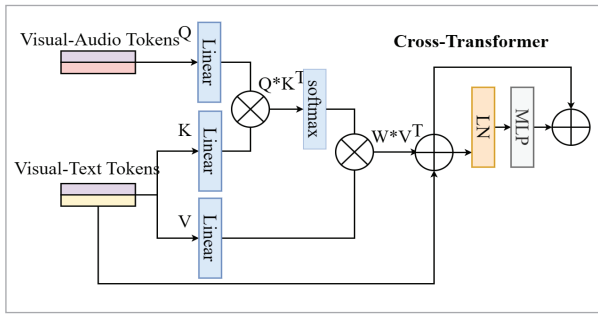 Visual-Audio Tokens
Q
Linear
Cross-Transformer
Q*K^T
softmax
K
Linear
W*V^T
LN
MLP
Visual-Text Tokens
V
Linear